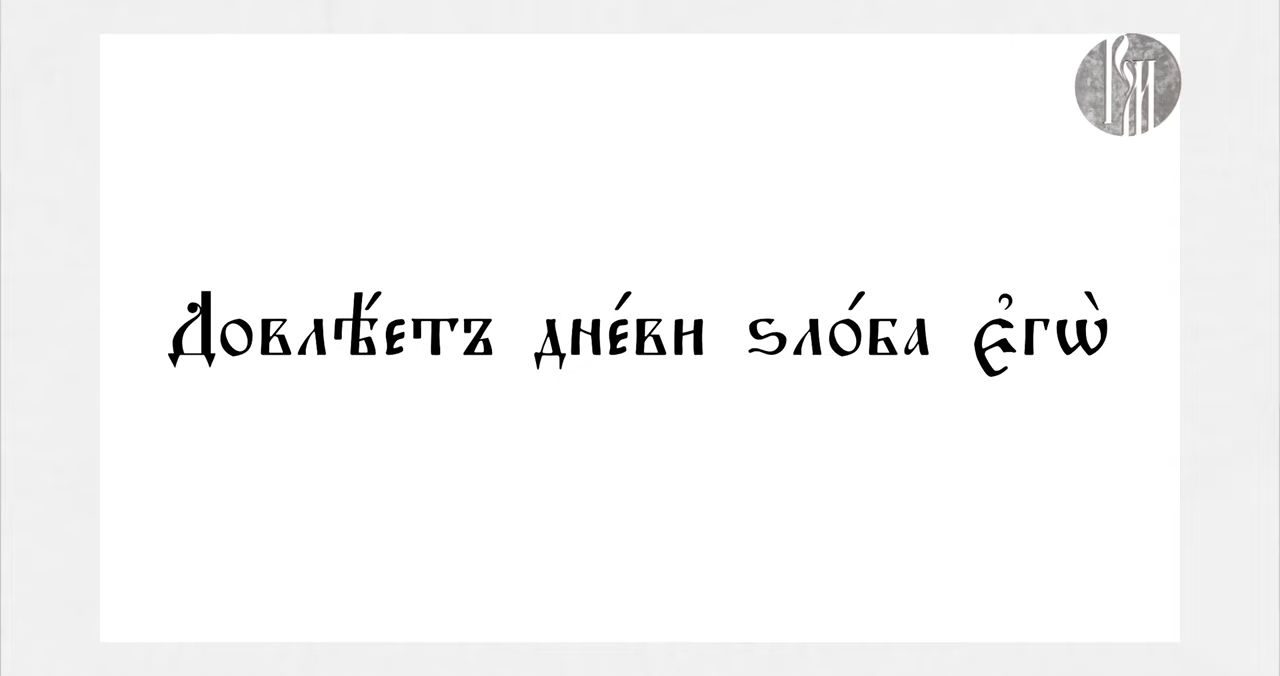 Довлѣ́етъ дне́ви ѕло́ба є҆гѡ̀